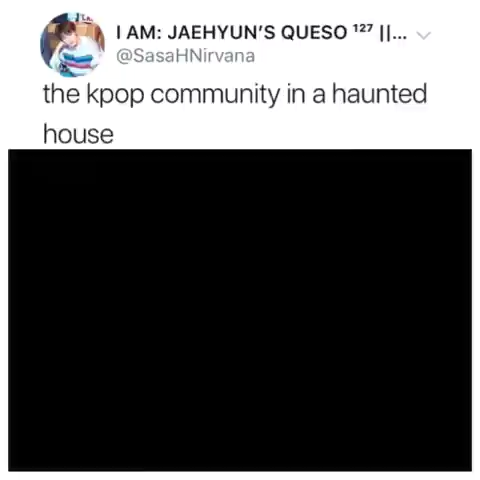 I AM: JAEHYUN'S QUESO ¹²⁷ ||...
@SasaHNirvana
the kpop community in a haunted
house